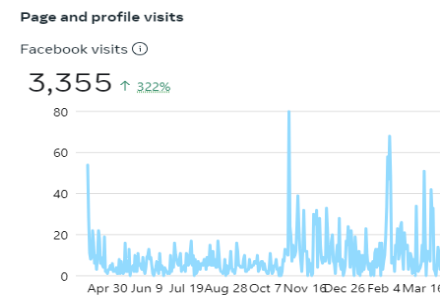 Page and profile visits
Facebook visits
3,355 ↑ 322%
80
60
40
20
0
Apr 30 Jun 9 Jul 19 Aug 28 Oct 7 Nov 16 Dec 26 Feb 4 Mar 16